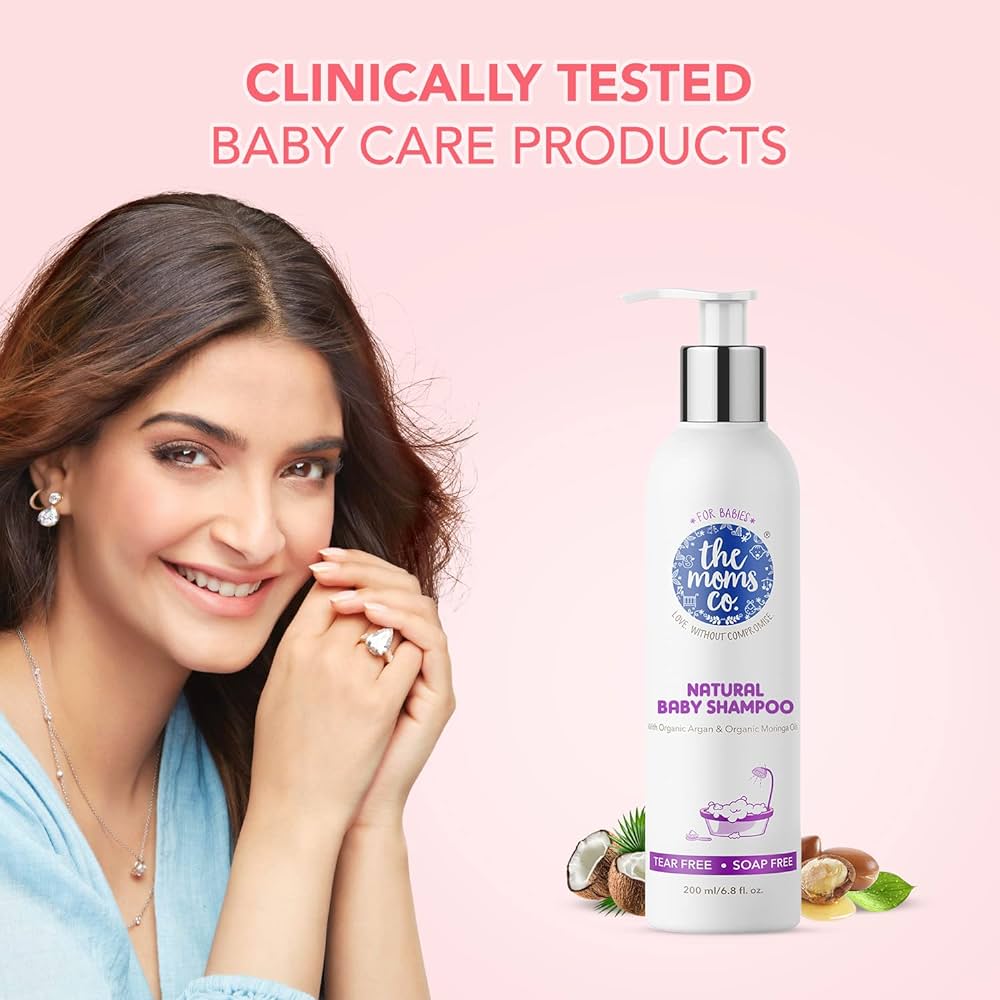 CLINICALLY TESTED
BABY CARE PRODUCTS
*FOR BABIES*
®
the
moms
co.
LOVE. WITHOUT COMPROMISE.
NATURAL
BABY SHAMPOO
With Organic Argan & Organic Moringa Oils
TEAR FREE • SOAP FREE
200 ml/6.8 fl. oz.